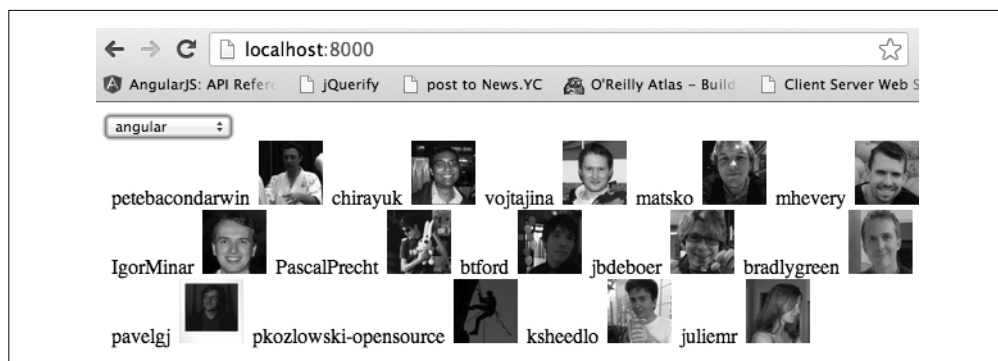 localhost:8000
AngularJS: API Refere jQuerify post to News.YC O'Reilly Atlas – Build Client Server Web S
angular
petebacondarwin chirayuk vojtajina matsko mhevery
IgorMinar PascalPrecht btford jbdeboer bradlygreen
pavelgj pkozlowski-opensource ksheedlo juliemr